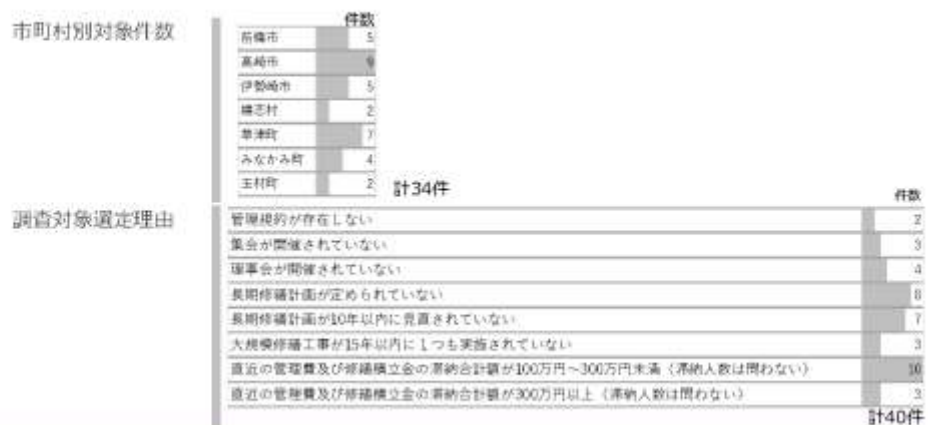 市町村別対象件数
件数
前橋市 5
高崎市 9
伊勢崎市 5
榛東村 2
草津町 7
みなかみ町 4
玉村町 2
計34件
調査対象選定理由
件数
管理規約が存在しない 2
集会が開催されていない 3
理事会が開催されていない 4
長期修繕計画が定められていない 8
長期修繕計画が10年以内に見直されていない 7
大規模修繕工事が15年以内に1つも実施されていない 3
直近の管理費及び修繕積立金の滞納合計額が100万円~300万円未満(滞納人数は問わない) 10
直近の管理費及び修繕積立金の滞納合計額が300万円以上(滞納人数は問わない) 3
計40件